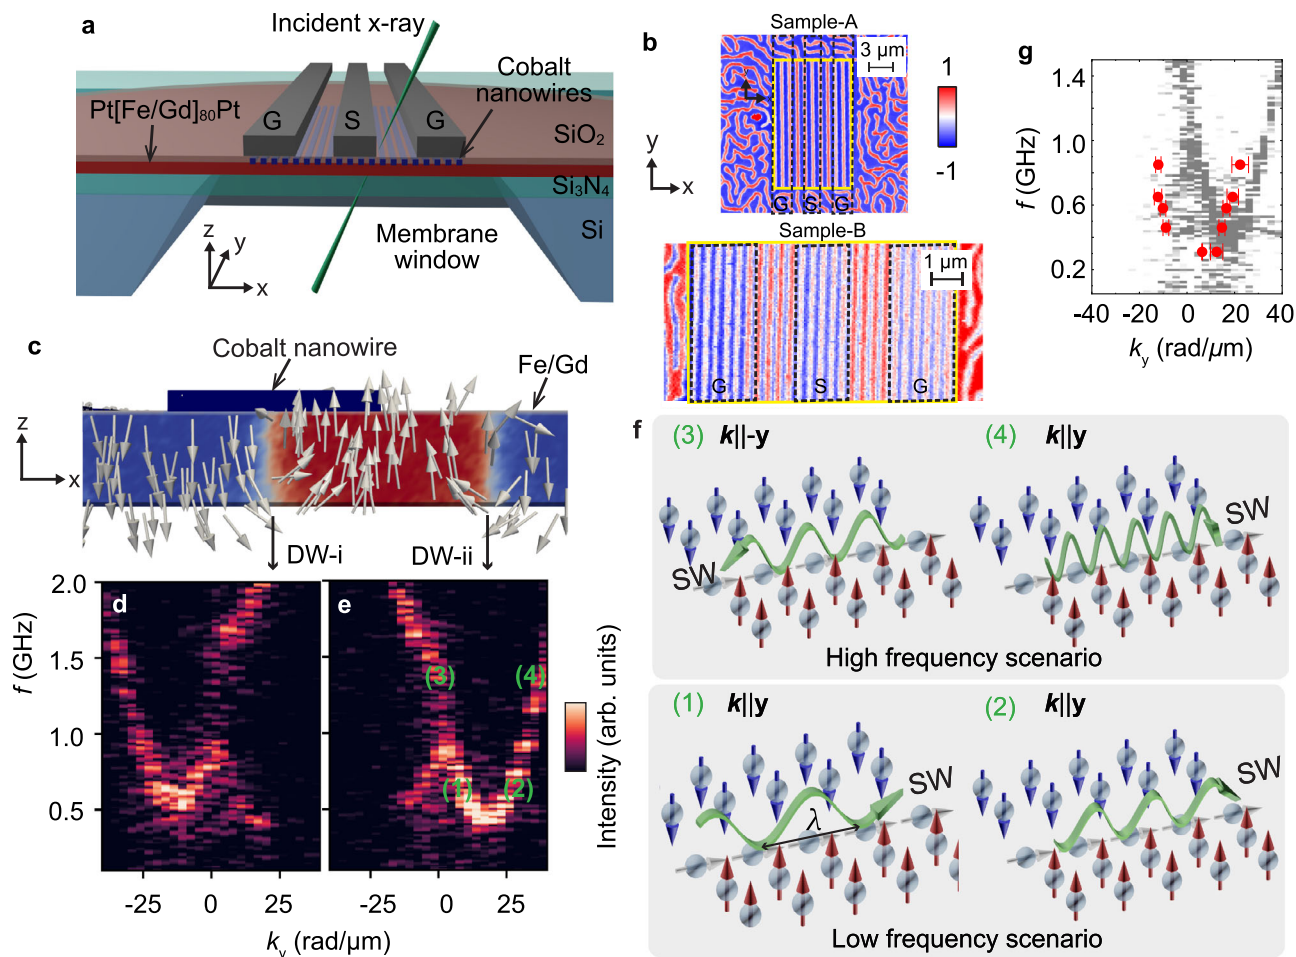 a
Incident x-ray
Cobalt
nanowires
Pt[Fe/Gd]80Pt
G
S
G
SiO2
Si3N4
Si
Membrane
window
z
y
x
b
Sample-A
3 µm
1
-1
y
x
G
S
G
Sample-B
1 µm
G
S
G
g
f (GHz)
1.4
1.0
0.6
0.2
-40
-20
0
20
40
ky (rad/µm)
c
Cobalt nanowire
Fe/Gd
z
x
DW-i
DW-ii
d
e
f (GHz)
2.0
1.5
1.0
0.5
(3)
(4)
(1)
(2)
-25
0
25
-25
0
25
ky (rad/µm)
Intensity (arb. units)
f
(3)
k||-y
(4)
k||y
SW
SW
High frequency scenario
(1)
k||y
(2)
k||y
SW
SW
λ
Low frequency scenario